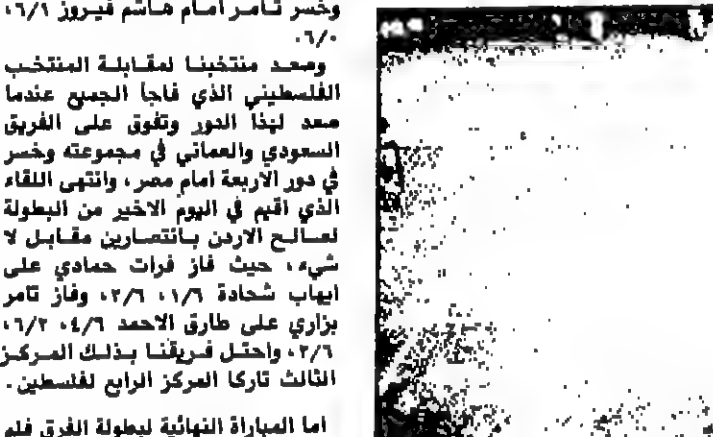 وخسر تامر امام هاشم فيروز ٦/١،
٦/٠.
وصعد منتخبنا لمقابلة المنتخب
الفلسطيني الذي فاجأ الجميع عندما
صعد لهذا الدور وتفوق على الفريق
السعودي والعماني في مجموعته وخسر
في دور الاربعة امام مصر، وانتهى اللقاء
الذي اقيم في اليوم الاخير من البطولة
لصالح الاردن بانتصارين مقابل لا
شيء، حيث فاز فرات حمادي على
ايهاب شحادة ١/٦، ٢/٦، وفاز تامر
بزاري على طارق الاحمد ٤/٦، ٦/٢،
٢/٦، واحتل فريقنا بذلك المركز
الثالث تاركا المركز الرابع لفلسطين.
اما المباراة النهائية لبطولة الفرق فلم